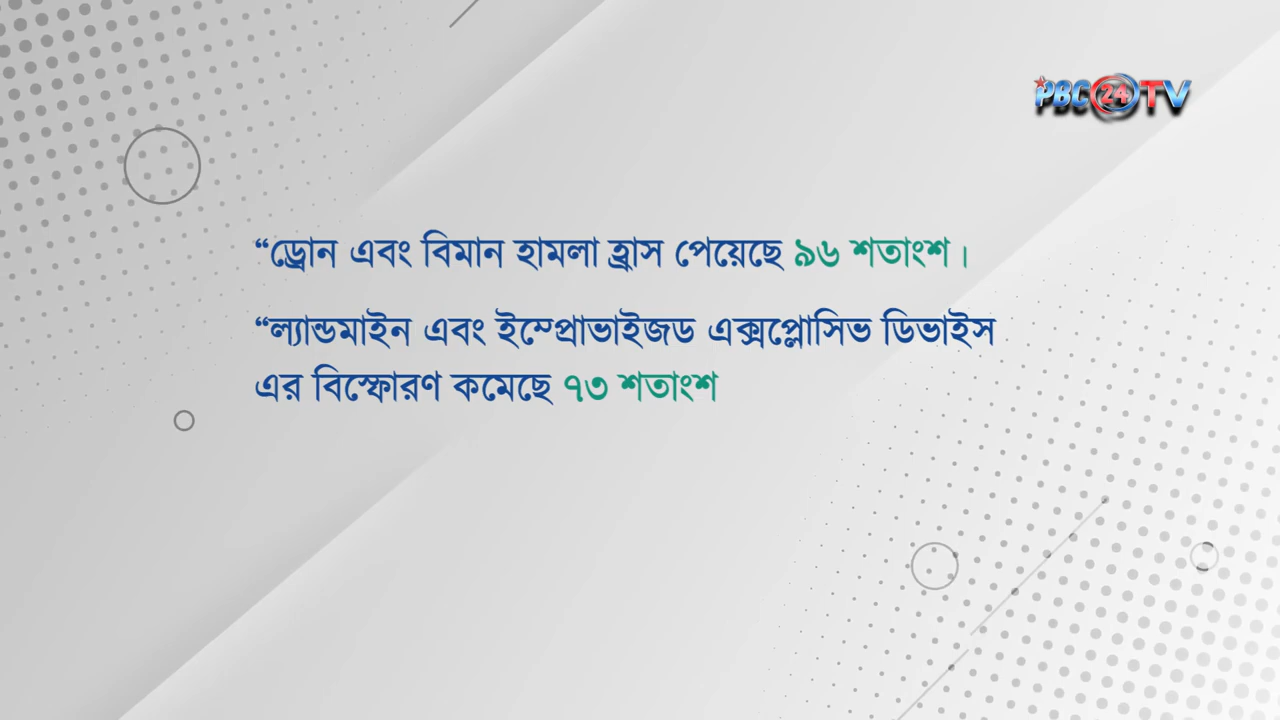 PBC 24 TV
“ড্রোন এবং বিমান হামলা হ্রাস পেয়েছে ৯৬ শতাংশ।
“ল্যান্ডমাইন এবং ইম্প্রোভাইজড এক্সপ্লোসিভ ডিভাইস
এর বিস্ফোরণ কমেছে ৭৩ শতাংশ